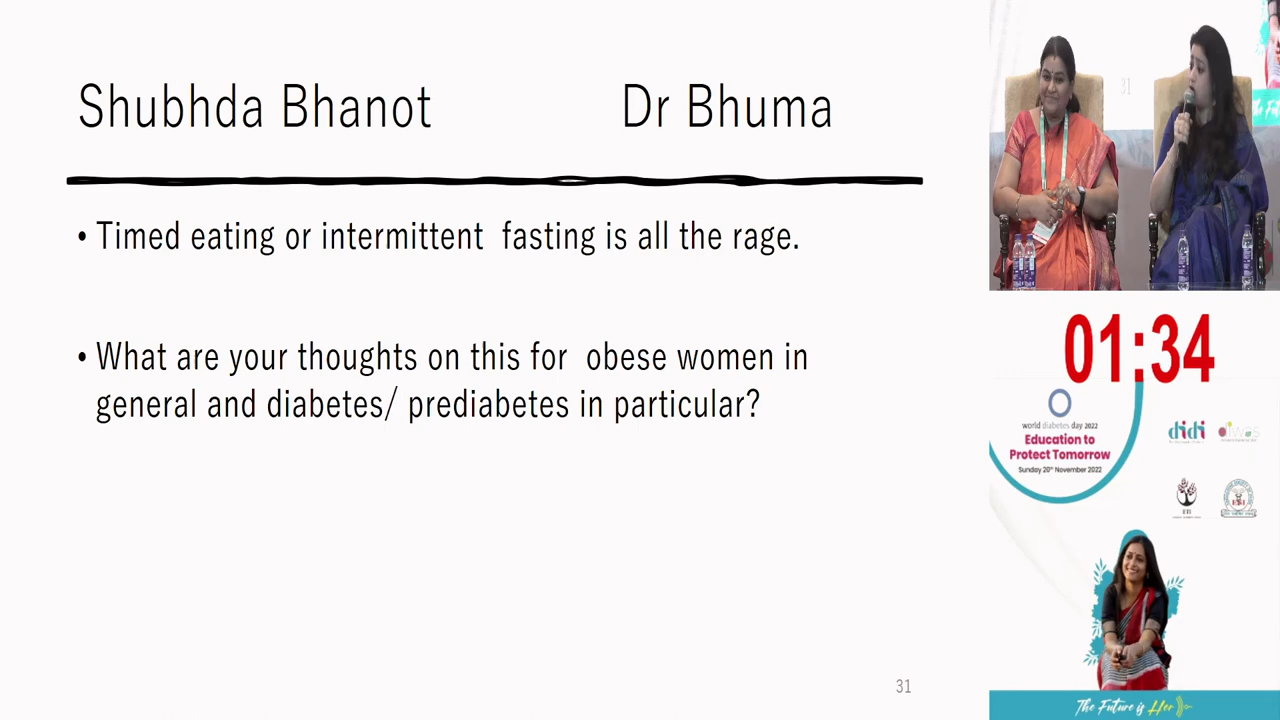 Shubhda Bhanot Dr Bhuma
• Timed eating or intermittent fasting is all the rage.
• What are your thoughts on this for obese women in
general and diabetes/ prediabetes in particular?
31
31
01:34
world diabetes day 2022
Education to
Protect Tomorrow
Sunday 20th November 2022
didi
The Future is Her